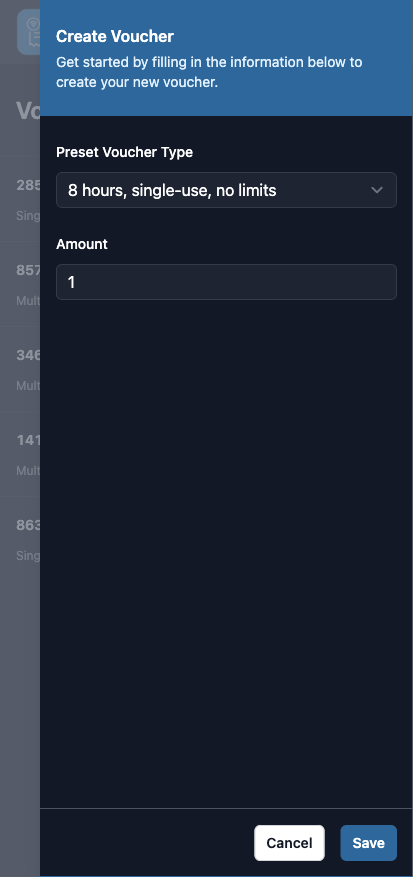 Create Voucher
Get started by filling in the information below to
create your new voucher.
Vo
Preset Voucher Type
285
8 hours, single-use, no limits
Sing
Amount
857
1
Mult
346
Mult
141
Mult
863
Sing
Cancel Save